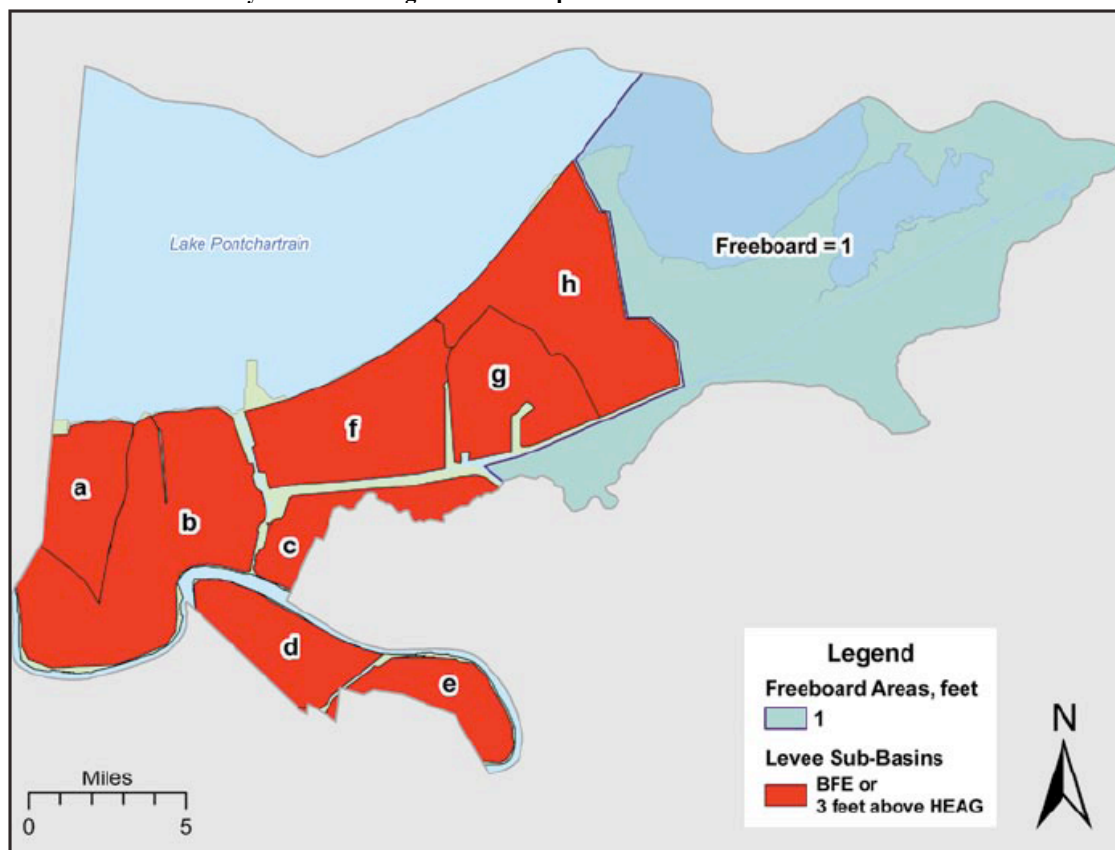 Lake Pontchartrain
Freeboard = 1
h
g
f
a
b
c
d
e
Legend
Freeboard Areas, feet
1
Levee Sub-Basins
BFE or
3 feet above HEAG
N
Miles
0 5